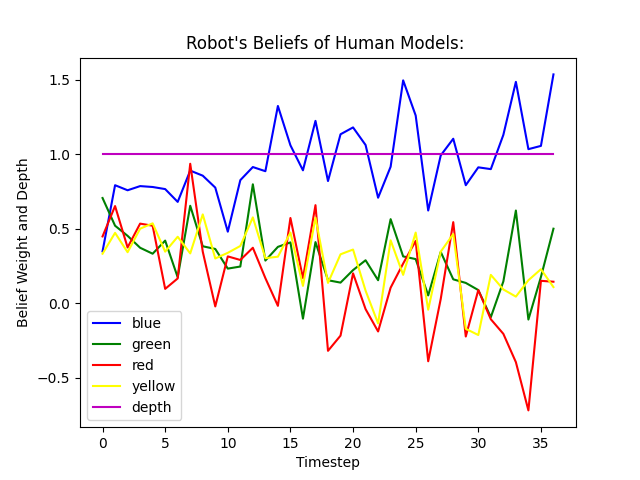 Robot's Beliefs of Human Models:
Belief Weight and Depth
1.5
1.0
0.5
0.0
−0.5
blue
green
red
yellow
depth
0 5 10 15 20 25 30 35
Timestep